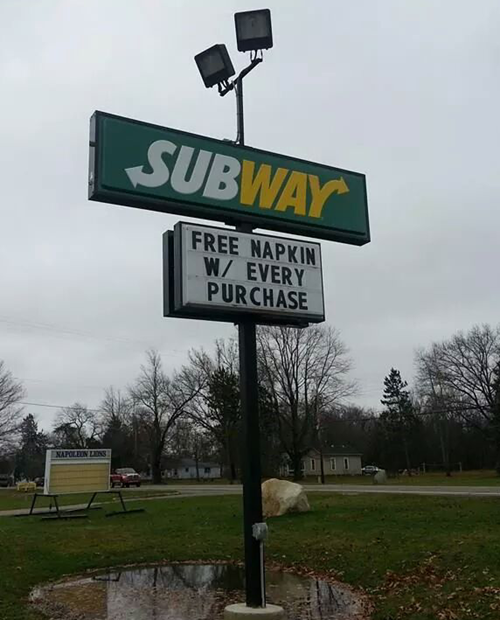 SUBWAY
FREE NAPKIN
W/ EVERY
PURCHASE
NAPOLEON LIONS